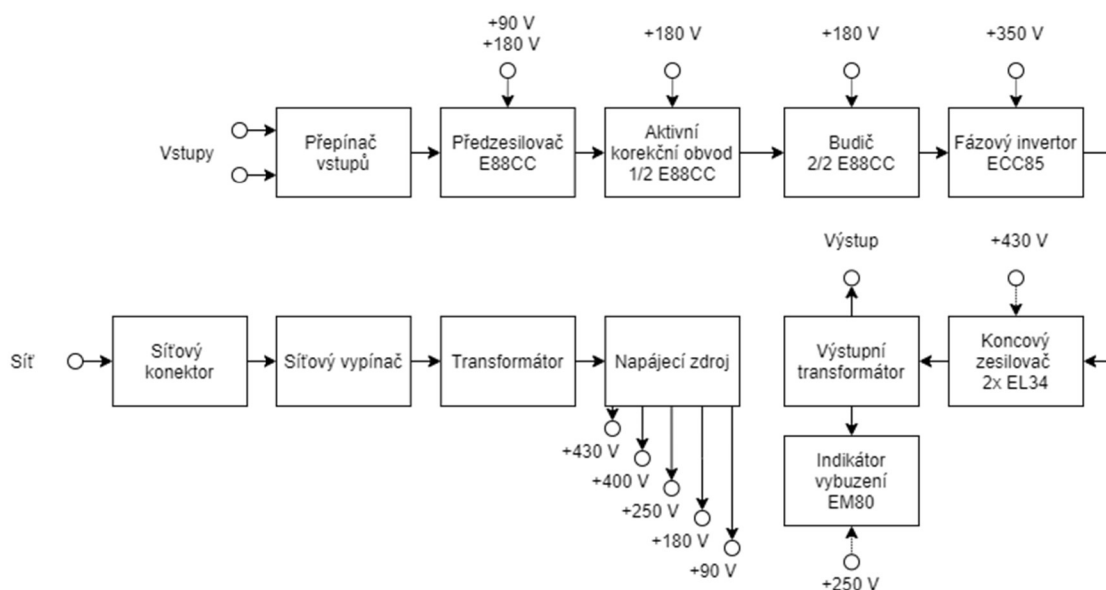 +90 V
+180 V
+180 V
+180 V
+350 V
Vstupy
Přepínač
vstupů
Předzesilovač
E88CC
Aktivní
korekční obvod
1/2 E88CC
Budič
2/2 E88CC
Fázový invertor
ECC85
Výstup
+430 V
Síť
Síťový
konektor
Síťový vypínač
Transformátor
Napájecí zdroj
Výstupní
transformátor
Koncový
zesilovač
2x EL34
+430 V
+400 V
+250 V
+180 V
+90 V
Indikátor
vybuzení
EM80
+250 V